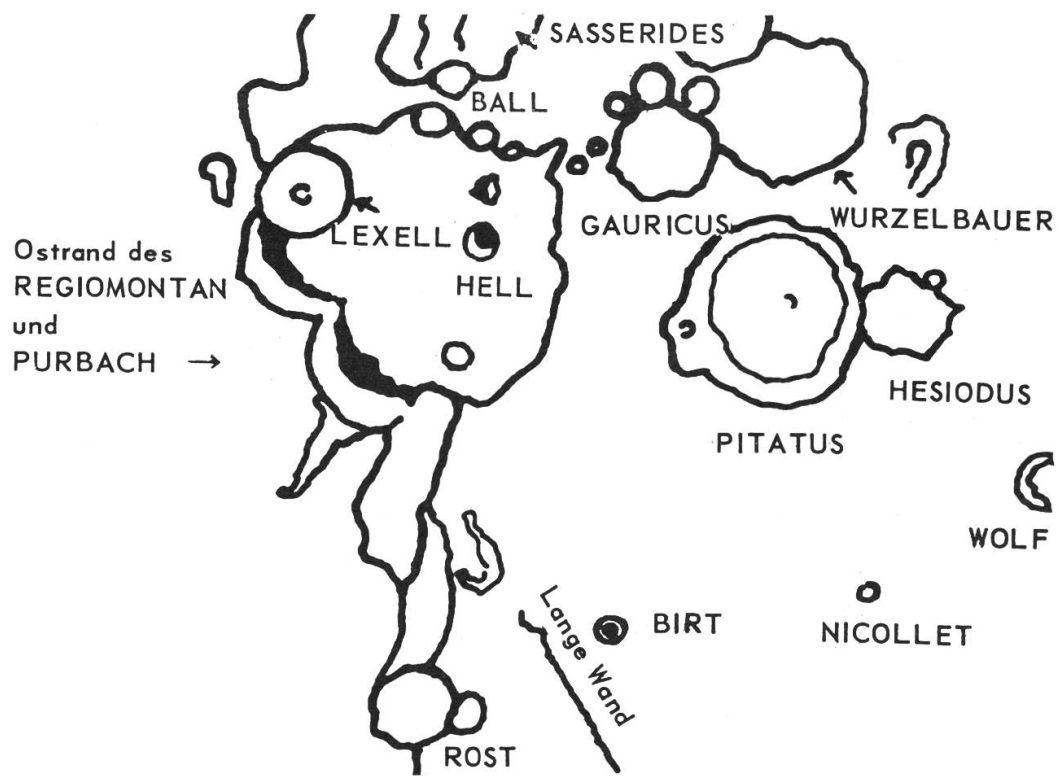 SASSERIDES
BALL
GAURICUS
WURZELBAUER
LEXELL
HELL
Ostrand des
REGIOMONTAN
und
PURBACH →
HESIODUS
PITATUS
WOLF
Lange Wand
BIRT
NICOLLET
ROST